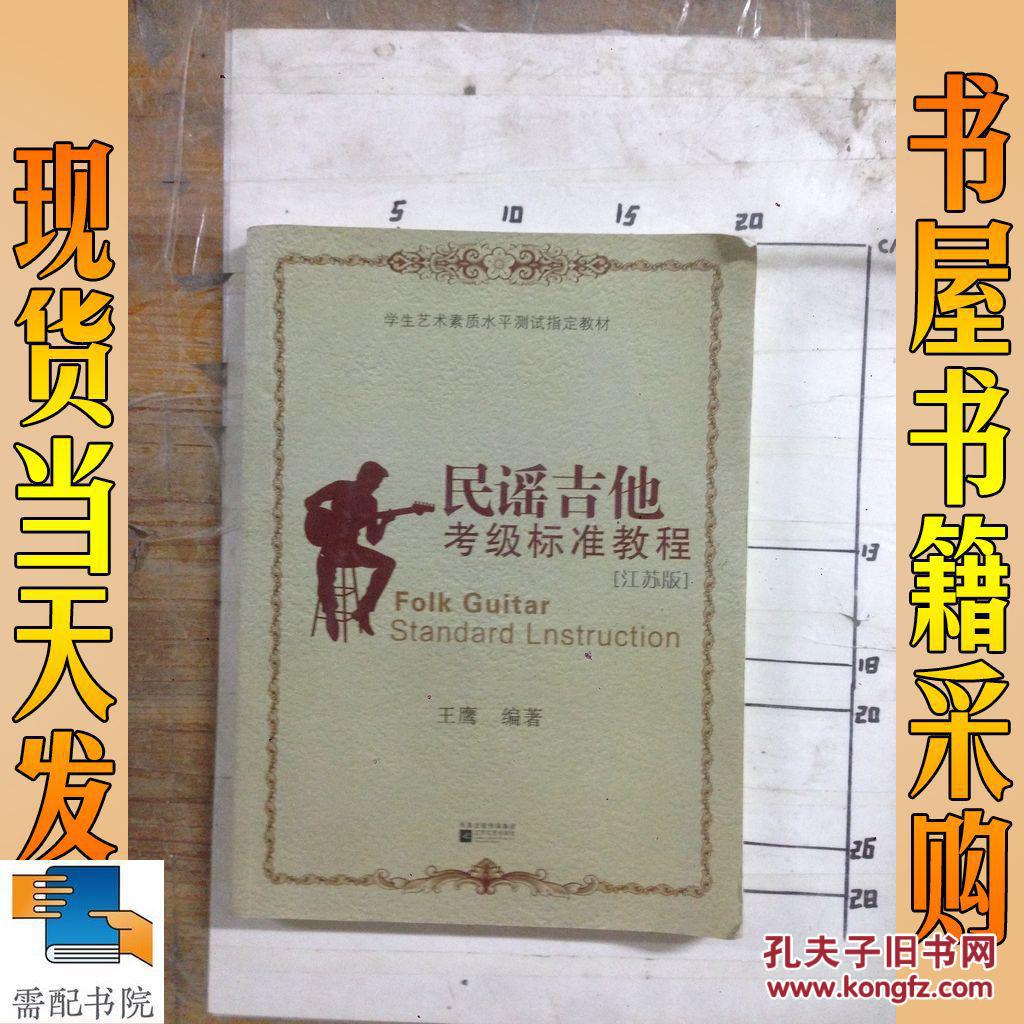 现货当天发
书屋书籍采购
5 10 15 20
C/
学生艺术素质水平测试指定教材
民谣吉他
考级标准教程
[江苏版]
Folk Guitar
Standard Lnstruction
王鹰 编著
13
18
20
26
28
需配书院
孔夫子旧书网
www.kongfz.com